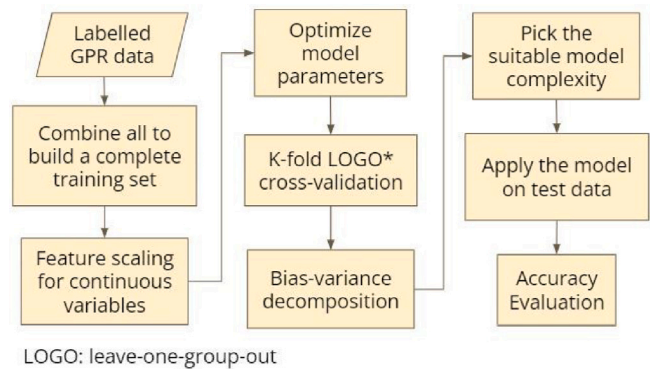 Labelled
GPR data
Combine all to
build a complete
training set
Feature scaling
for continuous
variables
Optimize
model
parameters
K-fold LOGO*
cross-validation
Bias-variance
decomposition
Pick the
suitable model
complexity
Apply the model
on test data
Accuracy
Evaluation
LOGO: leave-one-group-out